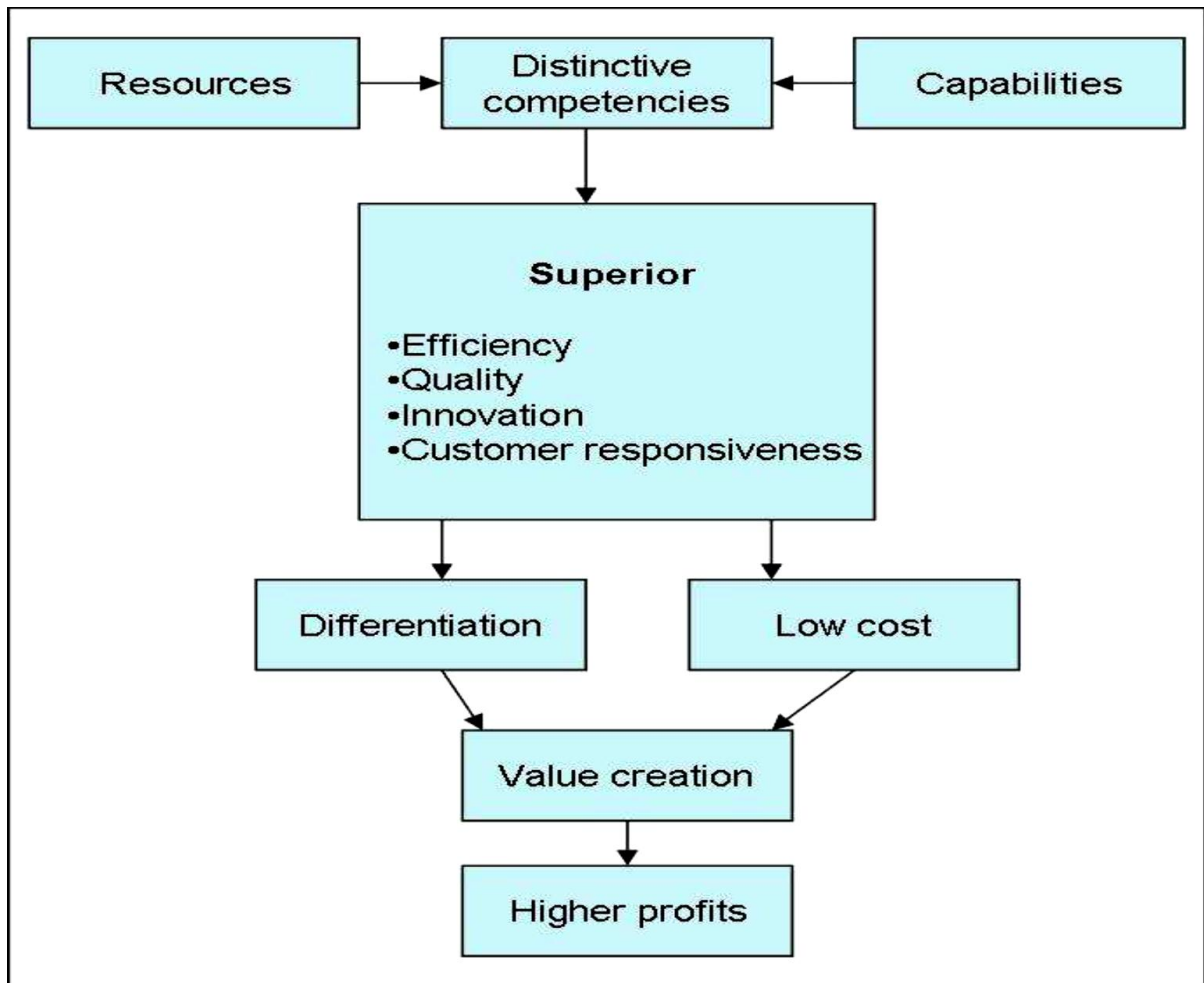 Resources
Distinctive
competencies
Capabilities
Superior
•Efficiency
•Quality
•Innovation
•Customer responsiveness
Differentiation
Low cost
Value creation
Higher profits